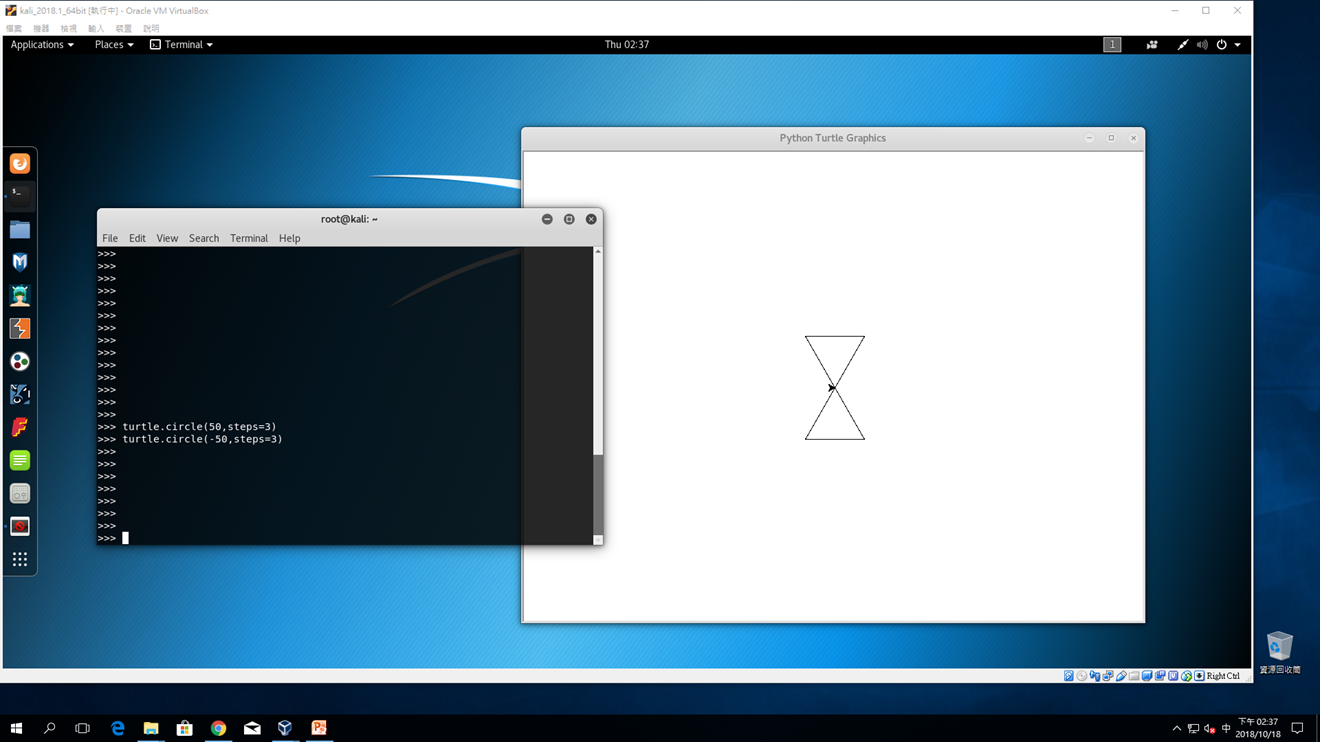 kali_2018.1_64bit [執行中] - Oracle VM VirtualBox
檔案 機器 檢視 輸入 裝置 說明
Applications Places Terminal Thu 02:37 1
Python Turtle Graphics
root@kali: ~
File Edit View Search Terminal Help
>>>
>>>
>>>
>>>
>>>
>>>
>>>
>>>
>>>
>>>
>>>
>>>
>>>
>>>
>>> turtle.circle(50,steps=3)
>>> turtle.circle(-50,steps=3)
>>>
>>>
>>>
>>>
>>>
>>>
>>>
>>>
Right Ctrl
資源回收筒
中
下午 02:37
2018/10/18